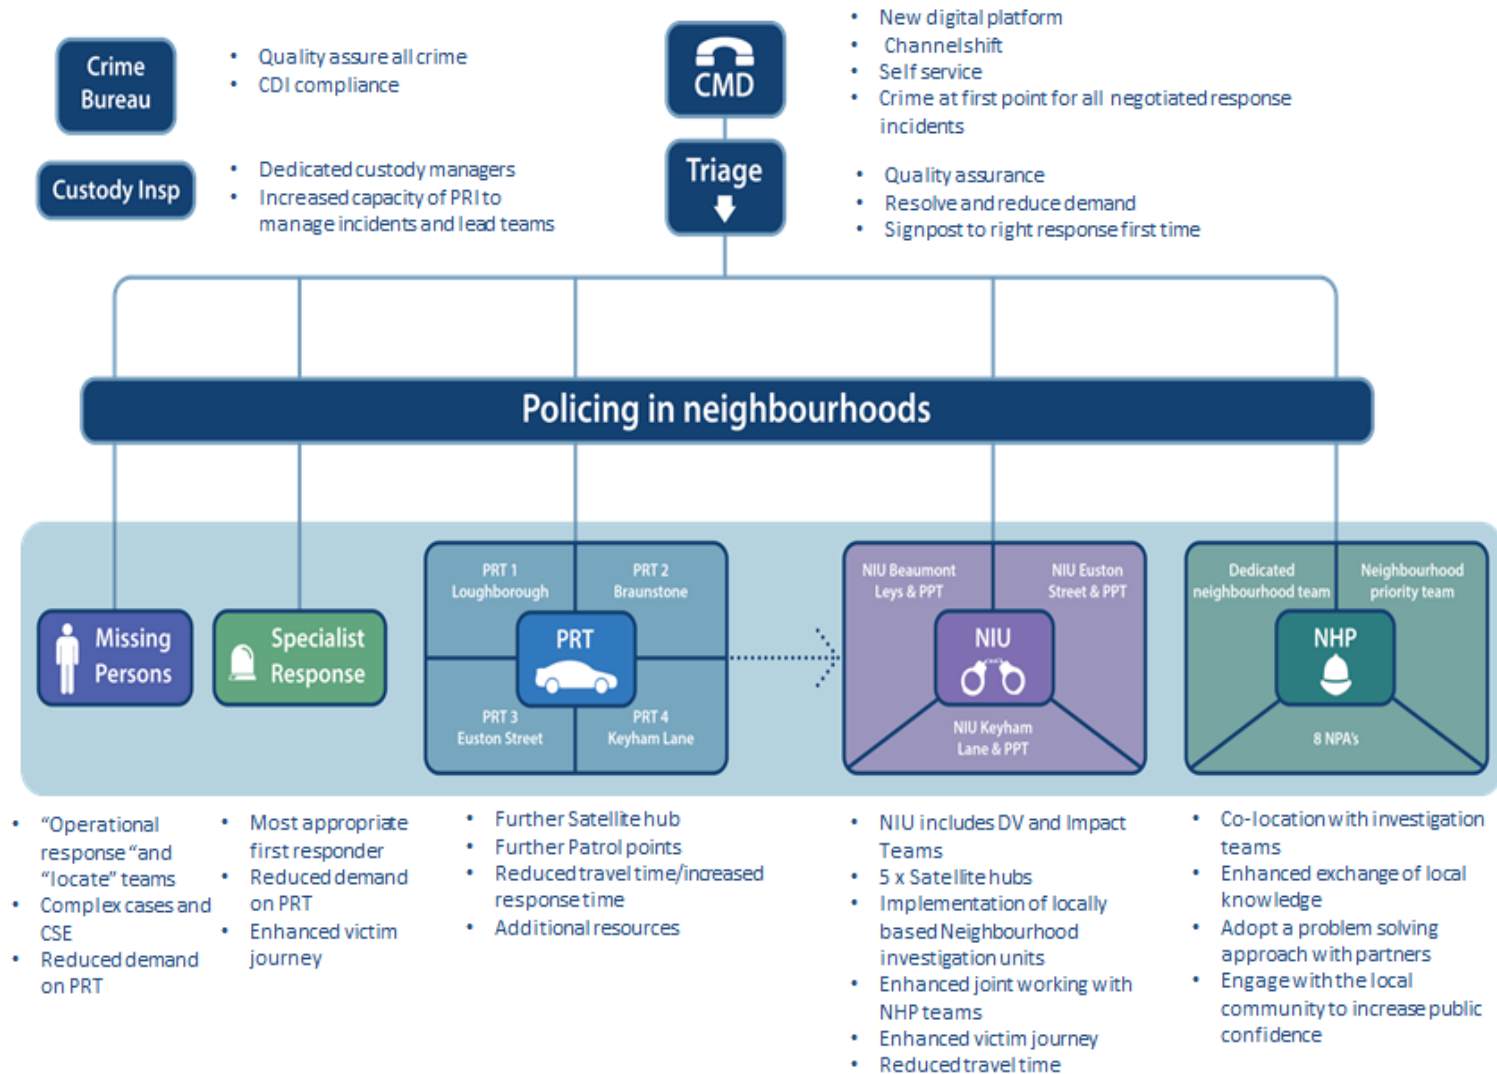 Crime
Bureau
• Quality assure all crime
• CDI compliance
CMD
• New digital platform
• Channel shift
• Self service
• Crime at first point for all negotiated response
incidents
Custody Insp
• Dedicated custody managers
• Increased capacity of PRI to
manage incidents and lead teams
Triage
• Quality assurance
• Resolve and reduce demand
• Signpost to right response first time
Policing in neighbourhoods
Missing
Persons
Specialist
Response
PRT 1
Loughborough
PRT 2
Braunstone
PRT
PRT 3
Euston Street
PRT 4
Keyham Lane
NIU Beaumont
Leys & PPT
NIU Euston
Street & PPT
NIU
NIU Keyham
Lane & PPT
Dedicated
neighbourhood team
Neighbourhood
priority team
NHP
8 NPA's
• “Operational
response “and
“locate” teams
• Complex cases and
CSE
• Reduced demand
on PRT
• Most appropriate
first responder
• Reduced demand
on PRT
• Enhanced victim
journey
• Further Satellite hub
• Further Patrol points
• Reduced travel time/increased
response time
• Additional resources
• NIU includes DV and Impact
Teams
• 5 x Satellite hubs
• Implementation of locally
based Neighbourhood
investigation units
• Enhanced joint working with
NHP teams
• Enhanced victim journey
• Reduced travel time
• Co-location with investigation
teams
• Enhanced exchange of local
knowledge
• Adopt a problem solving
approach with partners
• Engage with the local
community to increase public
confidence